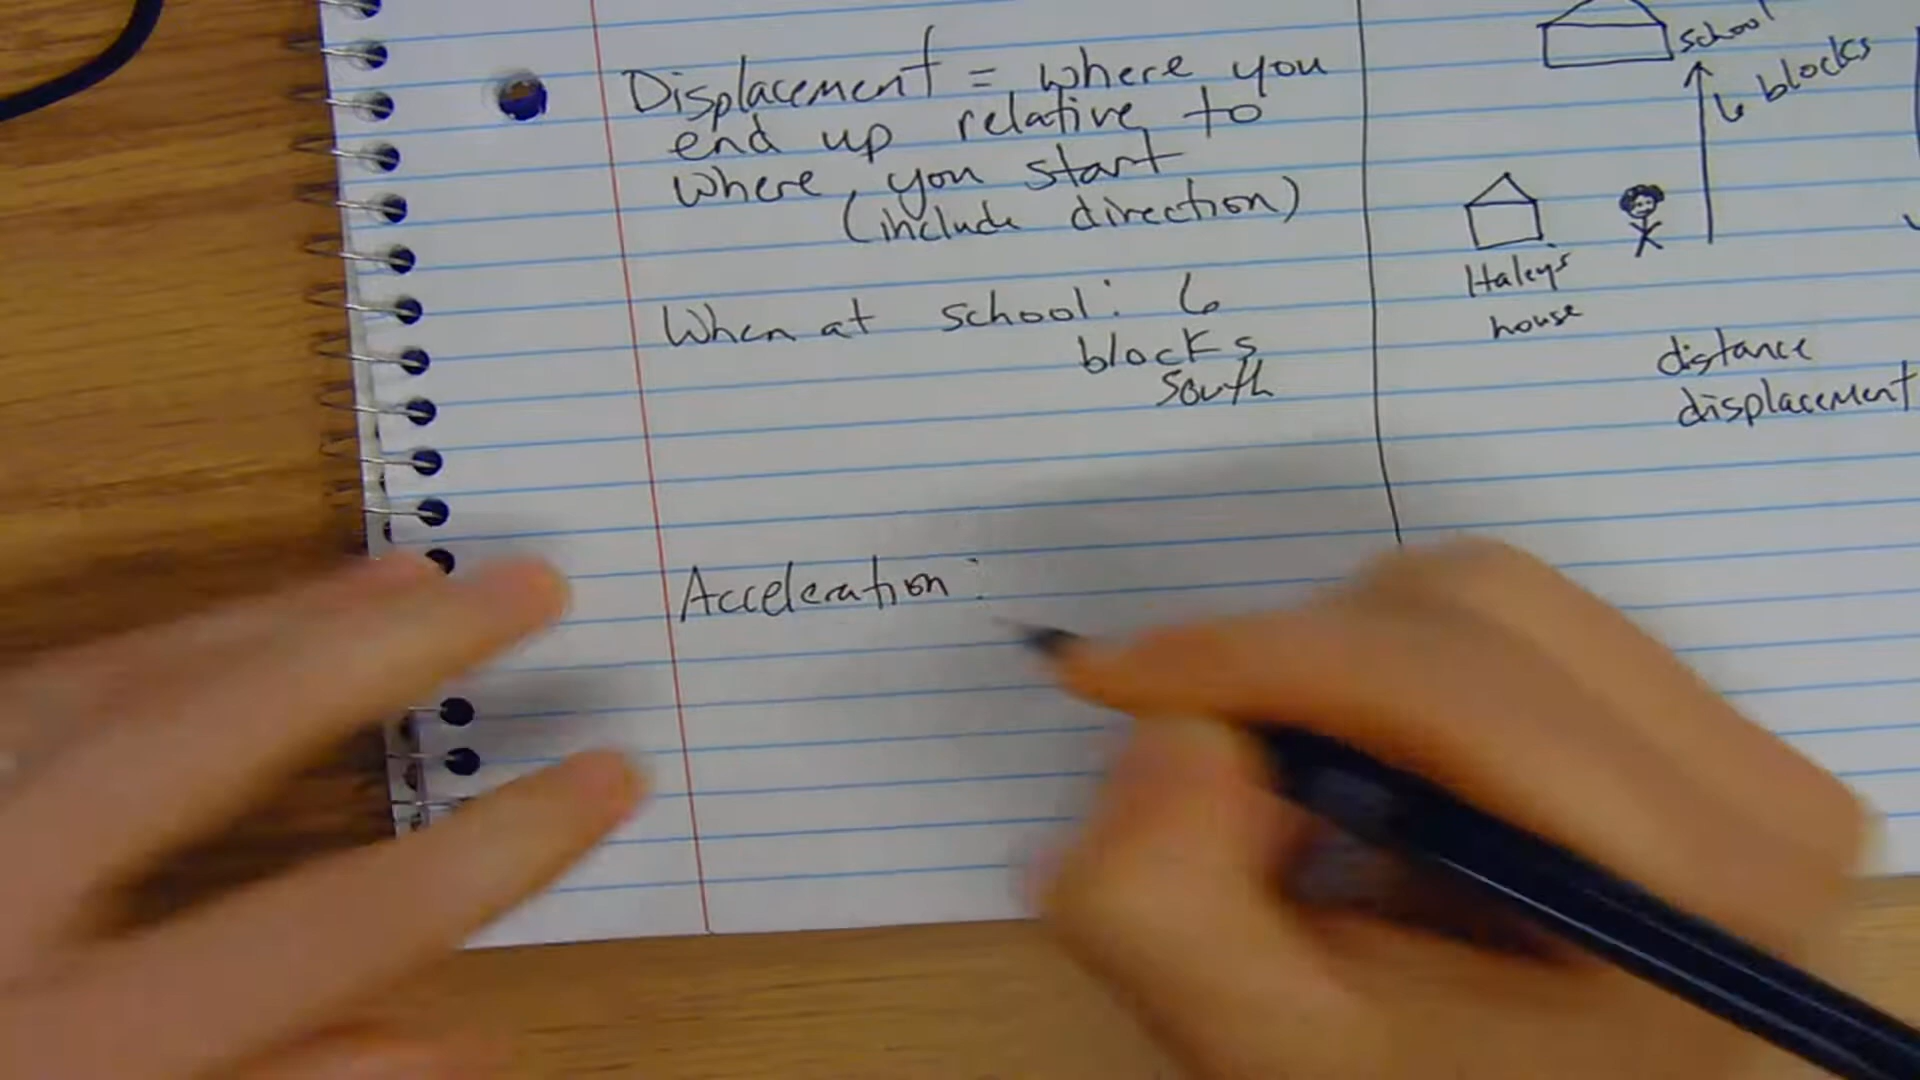 Displacement = where you
end up relative to
where you start
(include direction)
When at school: 6
blocks
south
Acceleration:
school
6 blocks
Haley's
house
distance
displacement